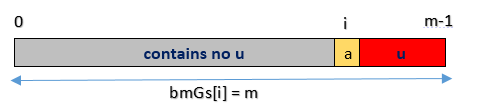 0 i m-1
contains no u a u
bmGs[i] = m